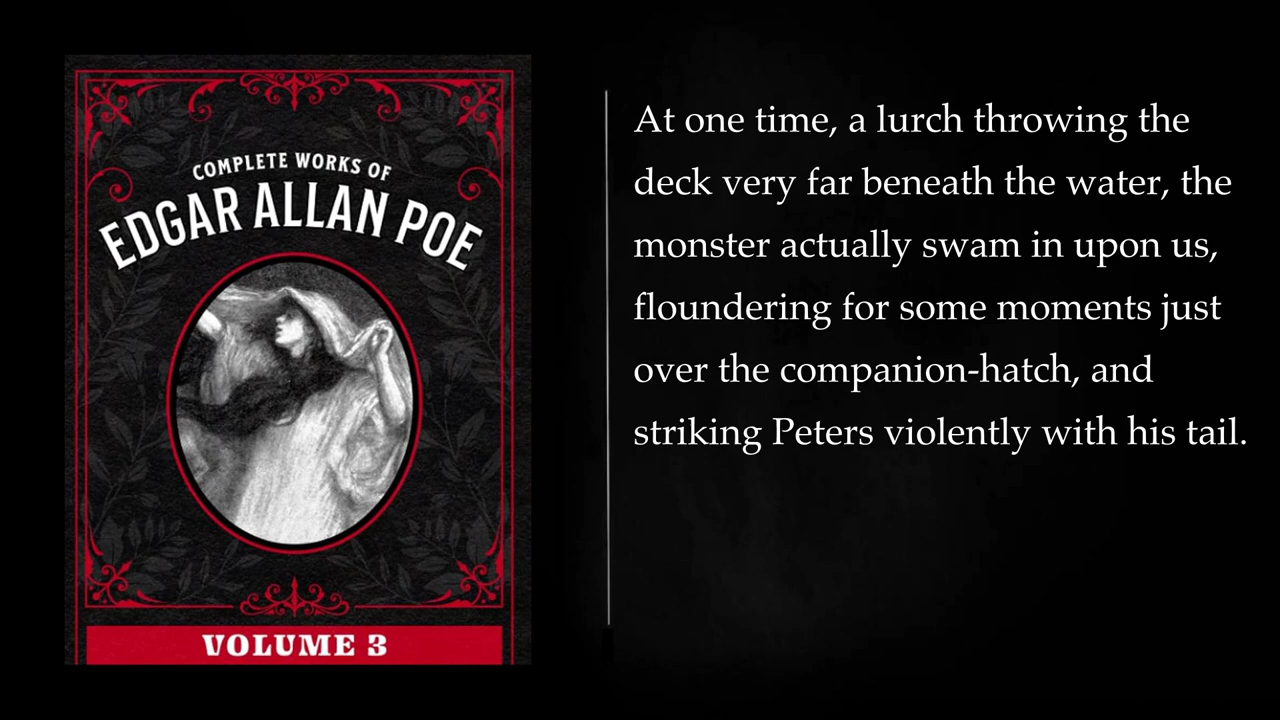 COMPLETE WORKS OF
EDGAR ALLAN POE
VOLUME 3
At one time, a lurch throwing the
deck very far beneath the water, the
monster actually swam in upon us,
floundering for some moments just
over the companion-hatch, and
striking Peters violently with his tail.